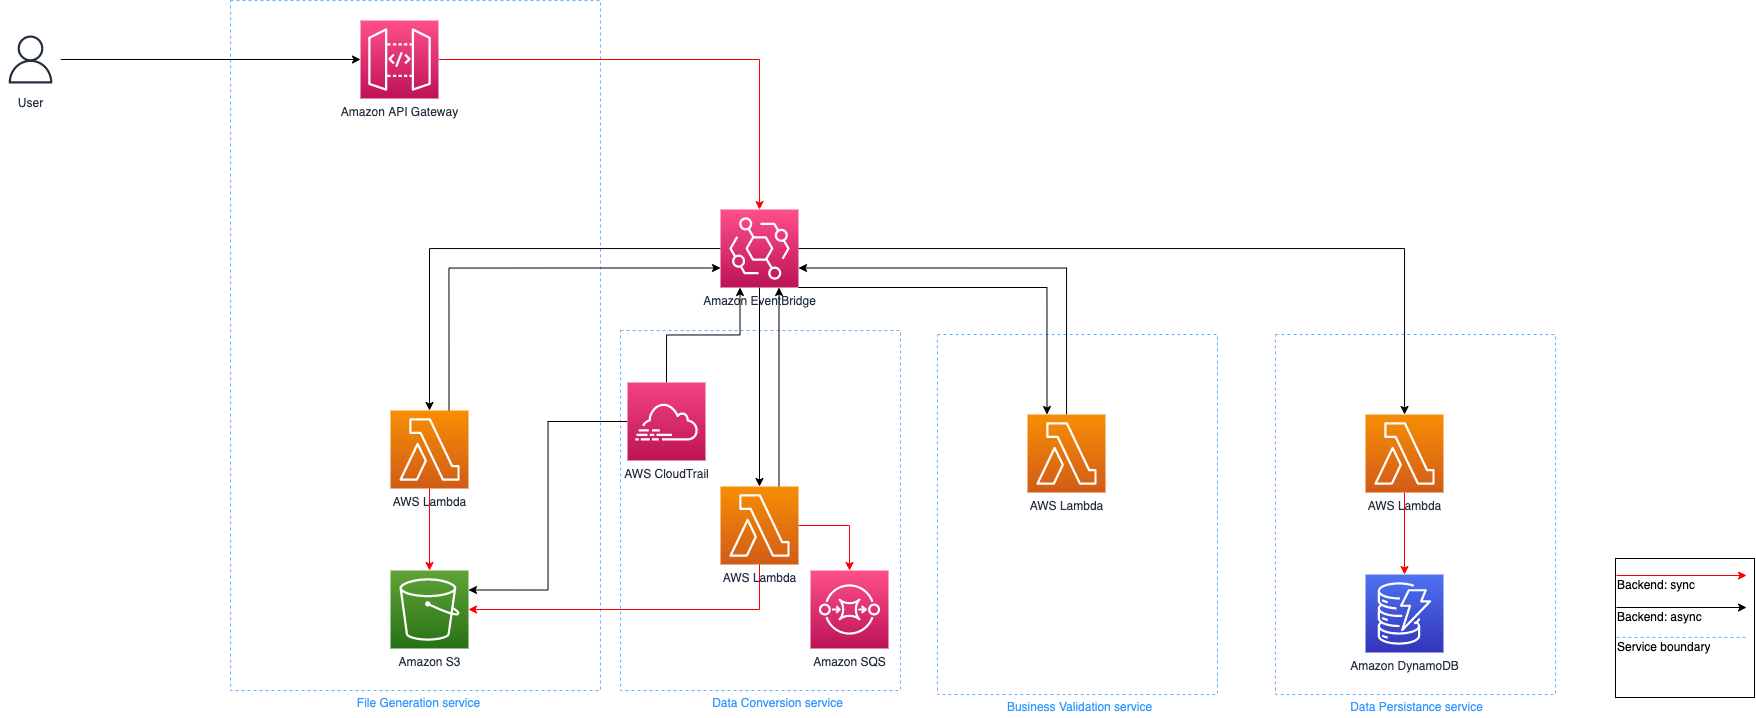 User
Amazon API Gateway
Amazon EventBridge
AWS CloudTrail
AWS Lambda
AWS Lambda
AWS Lambda
AWS Lambda
Amazon S3
Amazon SQS
Amazon DynamoDB
Backend: sync
Backend: async
Service boundary
File Generation service
Data Conversion service
Business Validation service
Data Persistance service